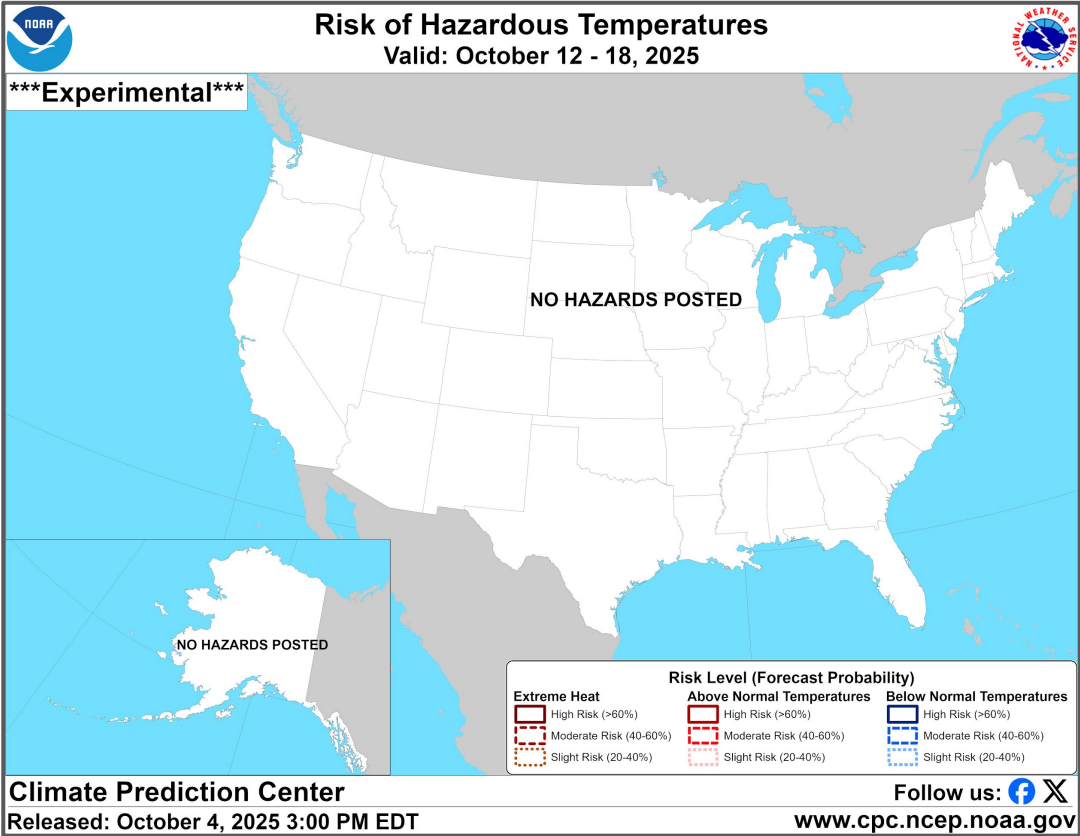 NOAA
Risk of Hazardous Temperatures
Valid: October 12 - 18, 2025
NATIONAL WEATHER SERVICE
***Experimental***
NO HAZARDS POSTED
NO HAZARDS POSTED
Risk Level (Forecast Probability)
Extreme Heat
High Risk (>60%)
Moderate Risk (40-60%)
Slight Risk (20-40%)
Above Normal Temperatures
High Risk (>60%)
Moderate Risk (40-60%)
Slight Risk (20-40%)
Below Normal Temperatures
High Risk (>60%)
Moderate Risk (40-60%)
Slight Risk (20-40%)
Climate Prediction Center
Follow us:
Released: October 4, 2025 3:00 PM EDT
www.cpc.ncep.noaa.gov